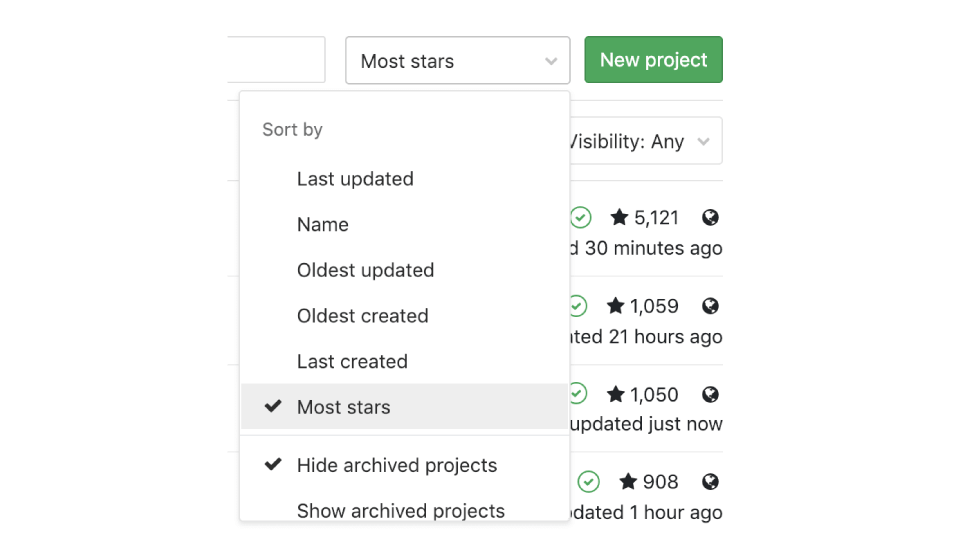 Most stars
New project
Sort by
Visibility: Any
Last updated
Name
Oldest updated
Oldest created
Last created
Most stars
Hide archived projects
Show archived projects
5,121
30 minutes ago
1,059
21 hours ago
1,050
updated just now
908
1 hour ago